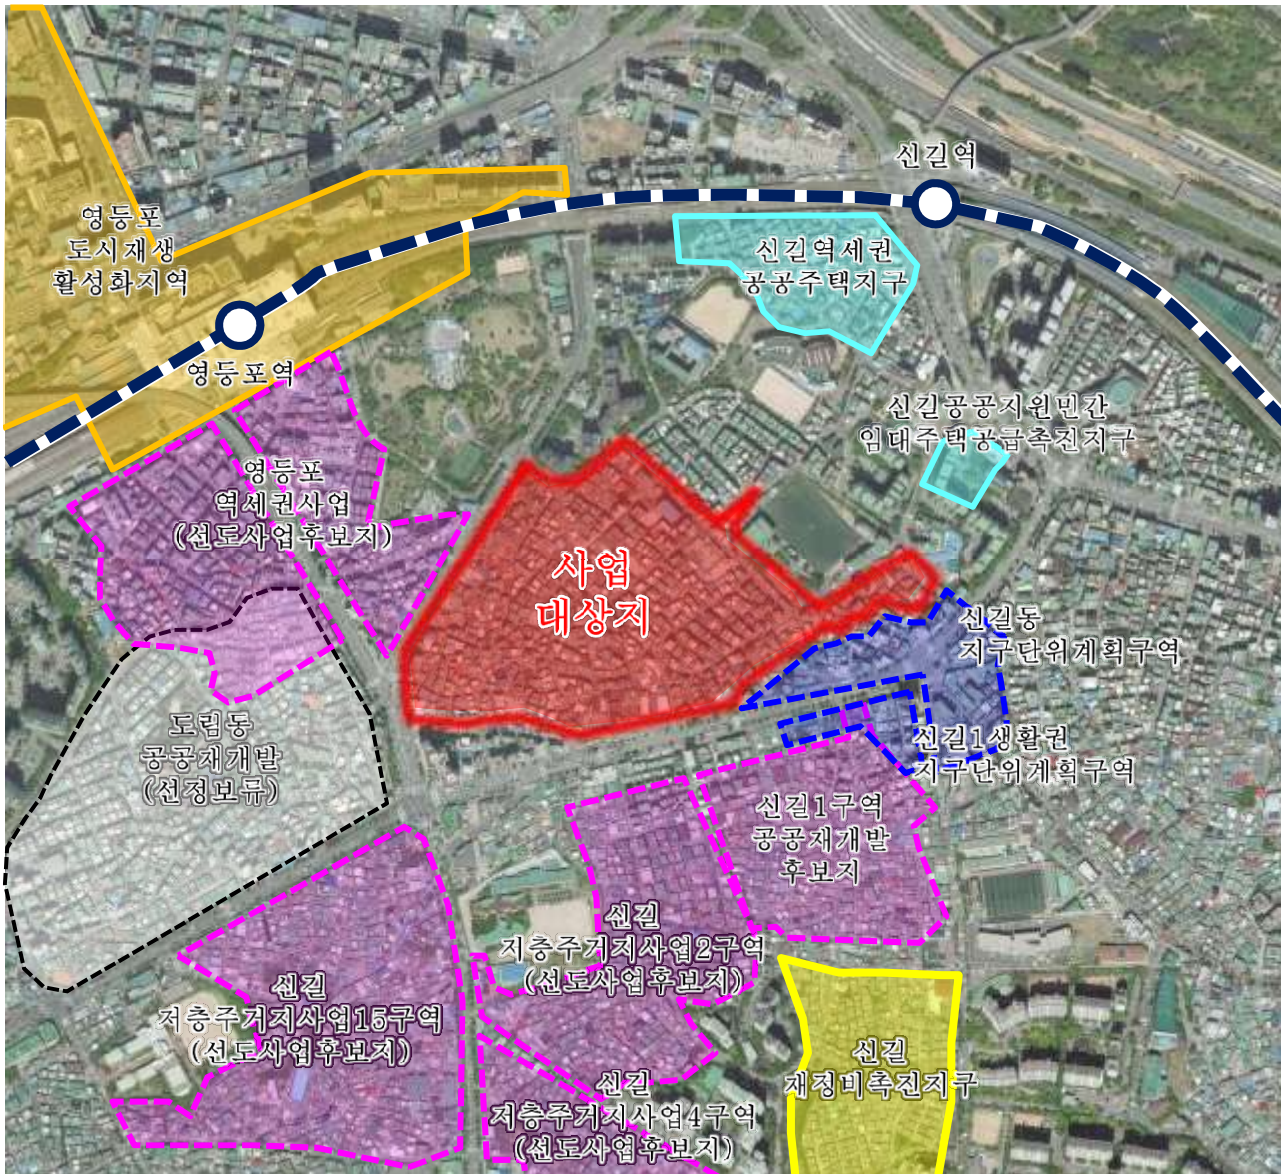 신길역
영등포
도시재생
활성화지역
신길역세권
공공주택지구
영등포역
신길공공지원민간
임대주택공급촉진지구
영등포
역세권사업
(선도사업후보지)
사업
대상지
신길동
지구단위계획구역
도림동
공공재개발
(선정보류)
신길1생활권
지구단위계획구역
신길1구역
공공재개발
후보지
신길
저층주거지사업2구역
(선도사업후보지)
신길
저층주거지사업15구역
(선도사업후보지)
신길
재정비촉진지구
신길
저층주거지사업4구역
(선도사업후보지)